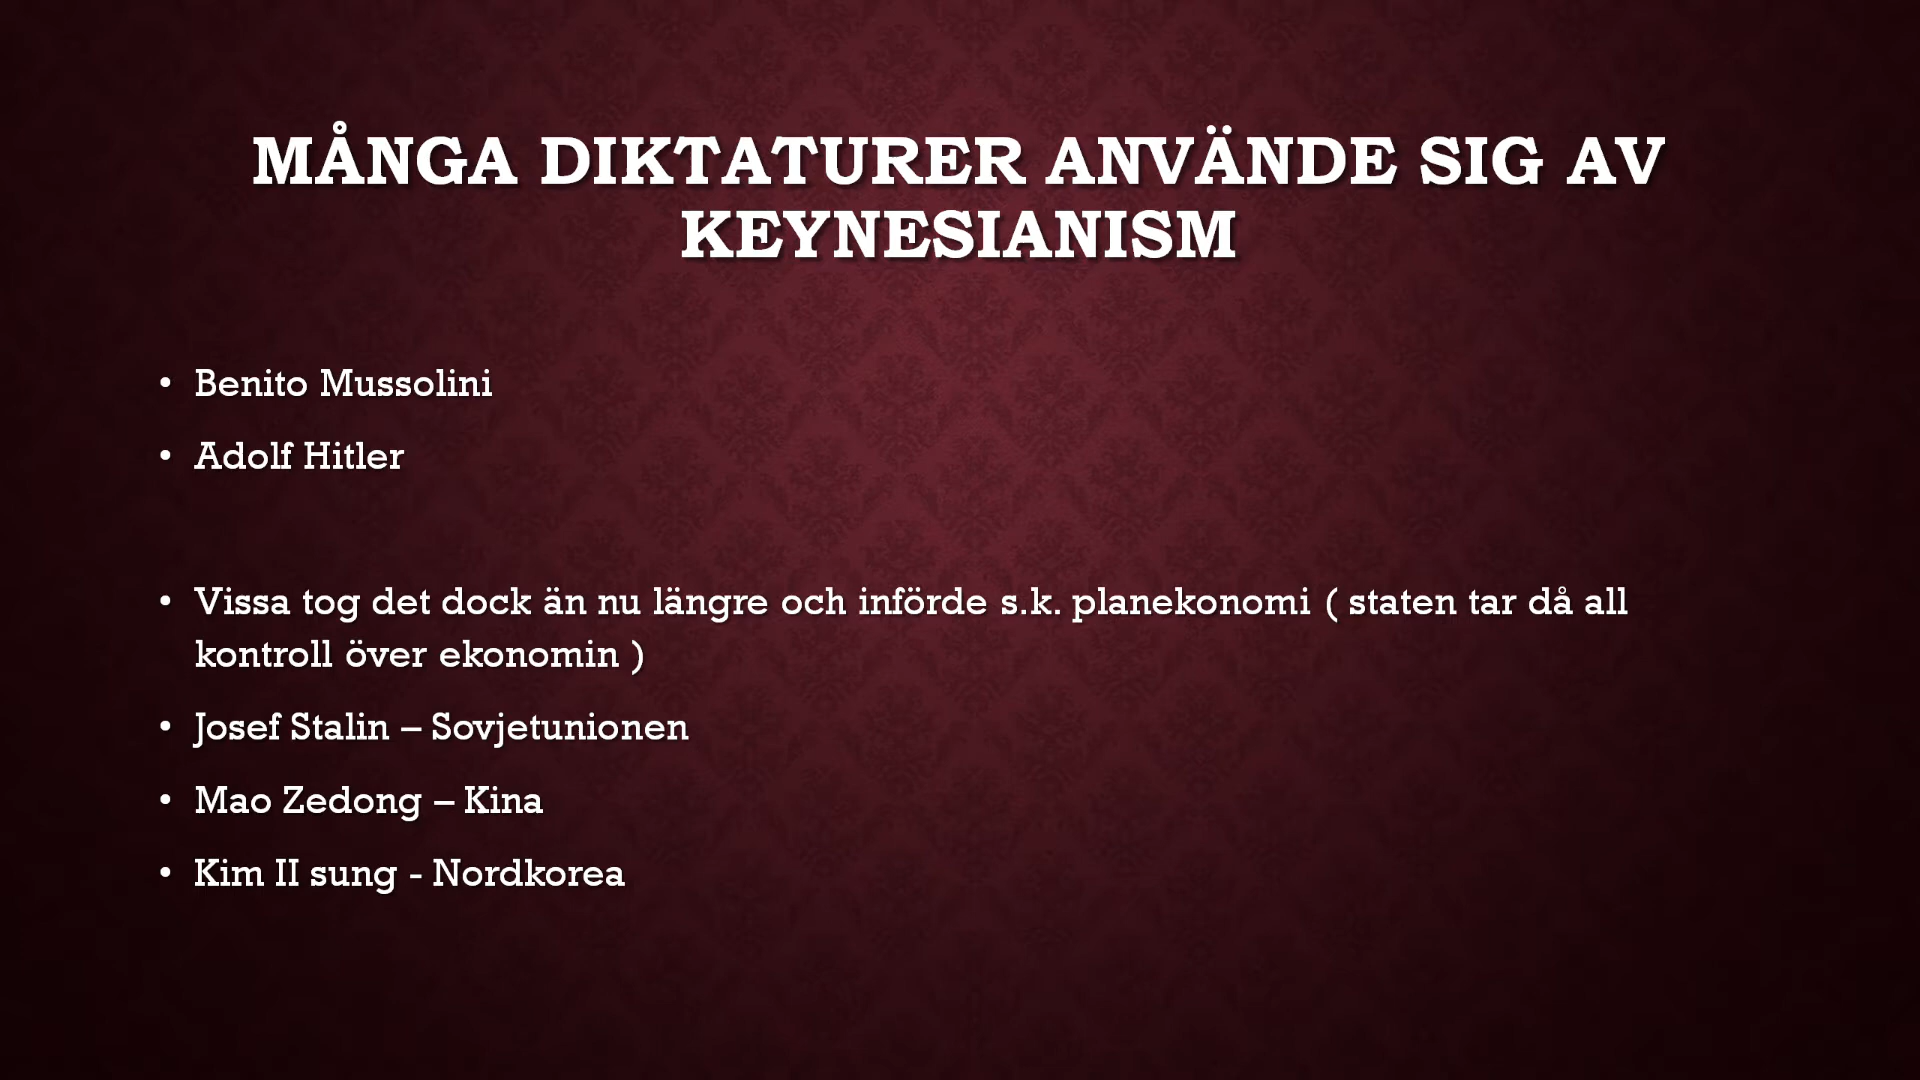 MÅNGA DIKTATURER ANVÄNDE SIG AV
KEYNESIANISM
• Benito Mussolini
• Adolf Hitler
• Vissa tog det dock än nu längre och införde s.k. planekonomi ( staten tar då all
kontroll över ekonomin )
• Josef Stalin – Sovjetunionen
• Mao Zedong – Kina
• Kim II sung - Nordkorea